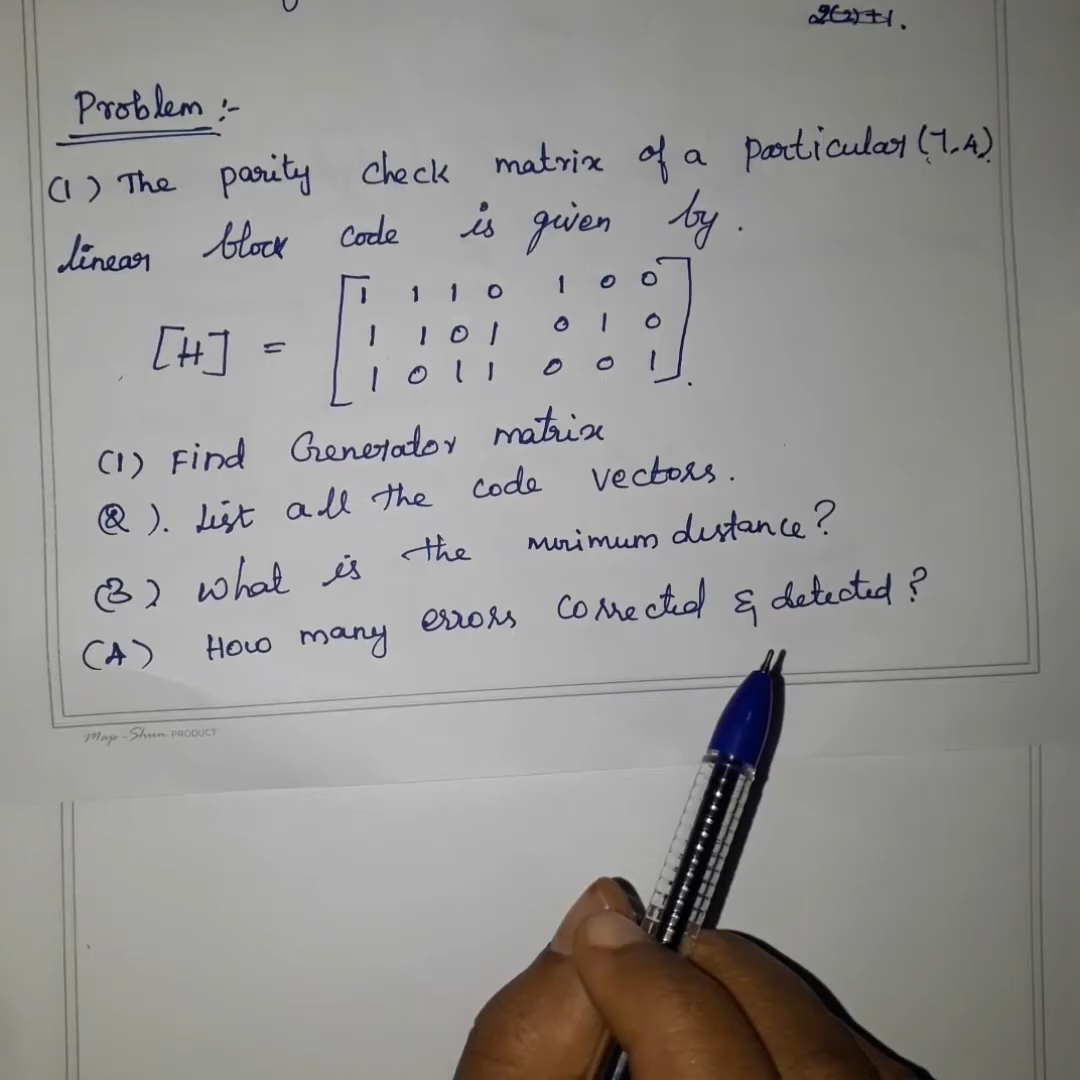 2(2)+1.
Problem :-
(1) The parity check matrix of a particular (7,4)
linear block code is given by.
[H] = [1 1 1 0 1 0 0
1 1 0 1 0 1 0
1 0 1 1 0 0 1].
(1) Find Generator matrix
(2). List all the code vectors.
(3) What is the minimum distance?
(4) How many errors corrected & detected?
Map-Shun PRODUCT